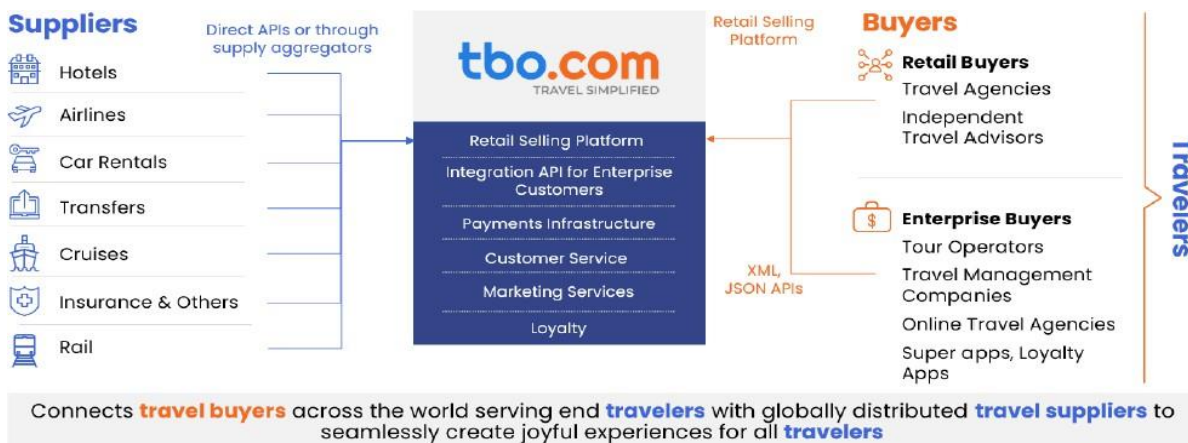 Suppliers
Direct APIs or through
supply aggregators
Hotels
Airlines
Car Rentals
Transfers
Cruises
Insurance & Others
Rail
tbo.com
TRAVEL SIMPLIFIED
Retail Selling Platform
Integration API for Enterprise
Customers
Payments Infrastructure
Customer Service
Marketing Services
Loyalty
Retail Selling
Platform
XML,
JSON APIs
Buyers
Retail Buyers
Travel Agencies
Independent
Travel Advisors
$
Enterprise Buyers
Tour Operators
Travel Management
Companies
Online Travel Agencies
Super apps, Loyalty
Apps
Travelers
Connects travel buyers across the world serving end travelers with globally distributed travel suppliers to
seamlessly create joyful experiences for all travelers